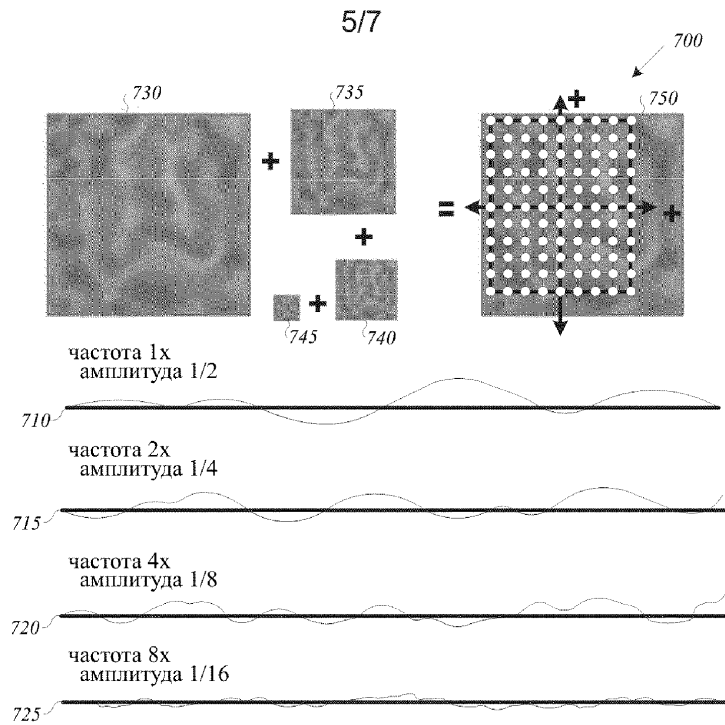 5/7
700
730
735
750
+
+
+
+
=
+
745
740
частота 1x
амплитуда 1/2
710
частота 2x
амплитуда 1/4
715
частота 4x
амплитуда 1/8
720
частота 8x
амплитуда 1/16
725